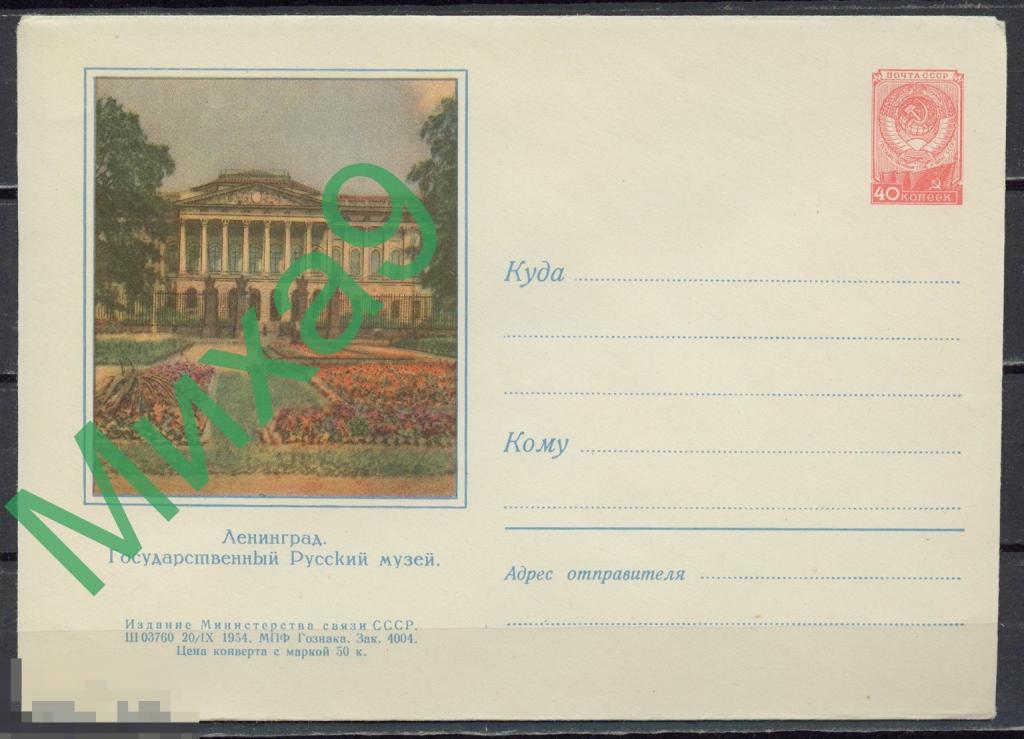 ПОЧТА СССР
40 копеек
Куда
Кому
Ленинград.
Государственный Русский музей.
Адрес отправителя
Издание Министерства связи СССР.
Ш 03760 20/IX 1954. МПФ Гознака. Зак. 4004.
Цена конверта с маркой 50 к.
Миха9